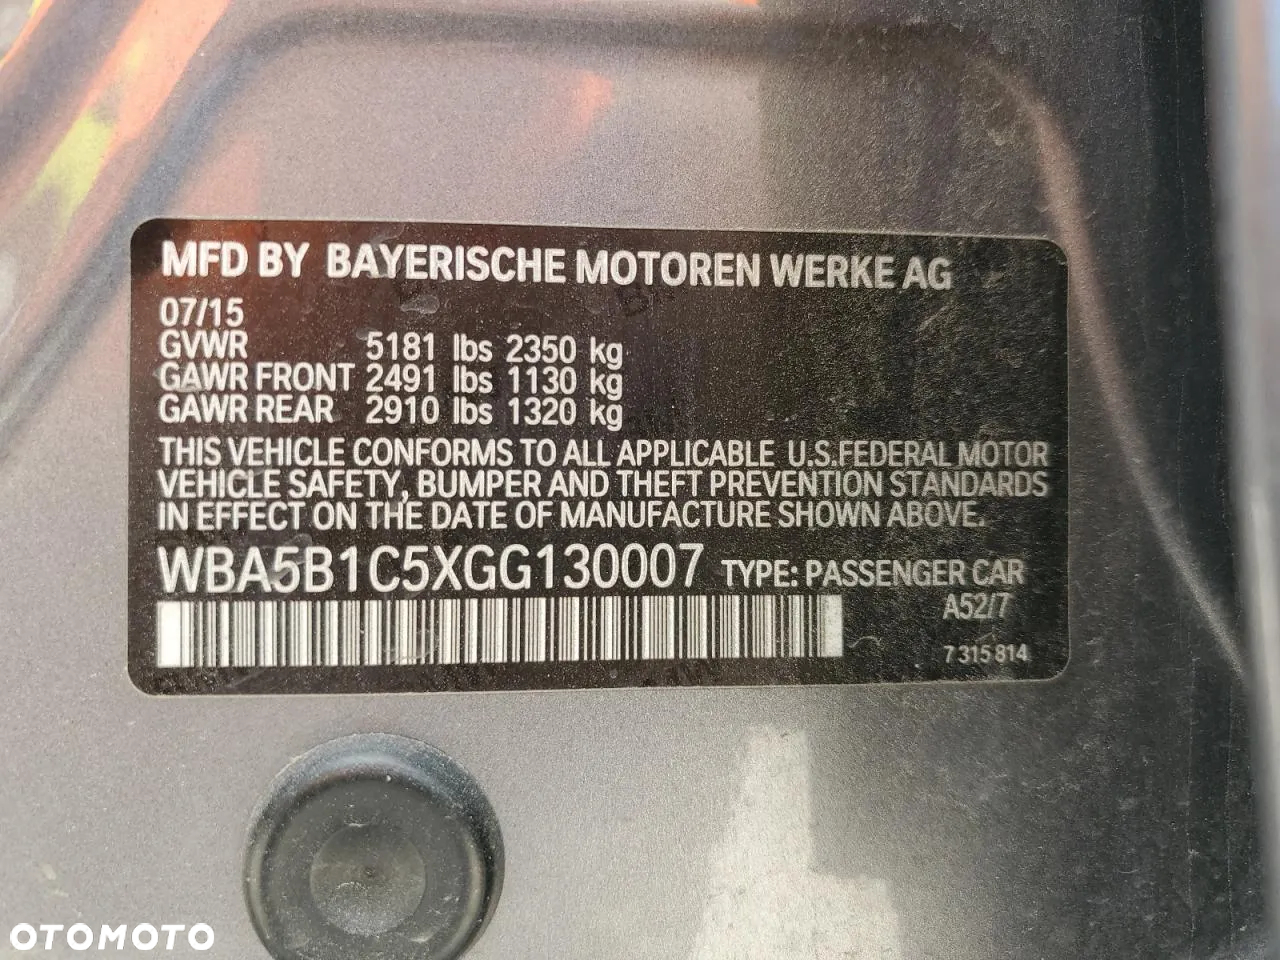 MFD BY BAYERISCHE MOTOREN WERKE AG
07/15
GVWR 5181 lbs 2350 kg
GAWR FRONT 2491 lbs 1130 kg
GAWR REAR 2910 lbs 1320 kg
THIS VEHICLE CONFORMS TO ALL APPLICABLE U.S.FEDERAL MOTOR
VEHICLE SAFETY, BUMPER AND THEFT PREVENTION STANDARDS
IN EFFECT ON THE DATE OF MANUFACTURE SHOWN ABOVE.
WBA5B1C5XGG130007 TYPE: PASSENGER CAR
A52/7
7 315 814
OTOMOTO